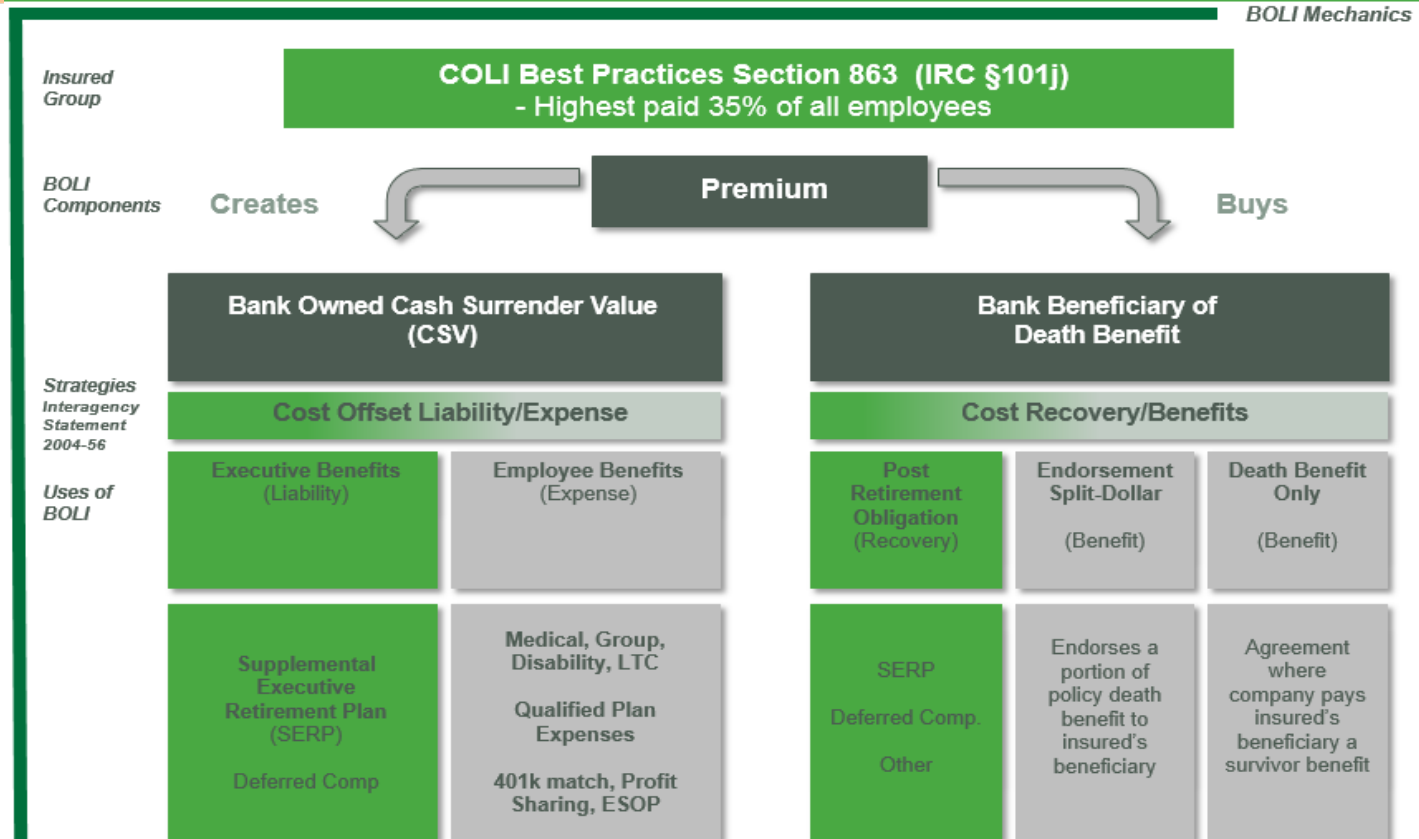 BOLI Mechanics
Insured
Group
COLI Best Practices Section 863  (IRC §101j)
- Highest paid 35% of all employees
BOLI
Components
Creates
Premium
Buys
Bank Owned Cash Surrender Value
(CSV)
Bank Beneficiary of
Death Benefit
Strategies
Interagency
Statement
2004-56
Cost Offset Liability/Expense
Cost Recovery/Benefits
Uses of
BOLI
Executive Benefits
(Liability)
Employee Benefits
(Expense)
Post
Retirement
Obligation
(Recovery)
Endorsement
Split-Dollar
(Benefit)
Death Benefit
Only
(Benefit)
Supplemental
Executive
Retirement Plan
(SERP)
Deferred Comp
Medical, Group,
Disability, LTC
Qualified Plan
Expenses
401k match, Profit
Sharing, ESOP
SERP
Deferred Comp.
Other
Endorses a
portion of
policy death
benefit to
insured's
beneficiary
Agreement
where
company pays
insured's
beneficiary a
survivor benefit